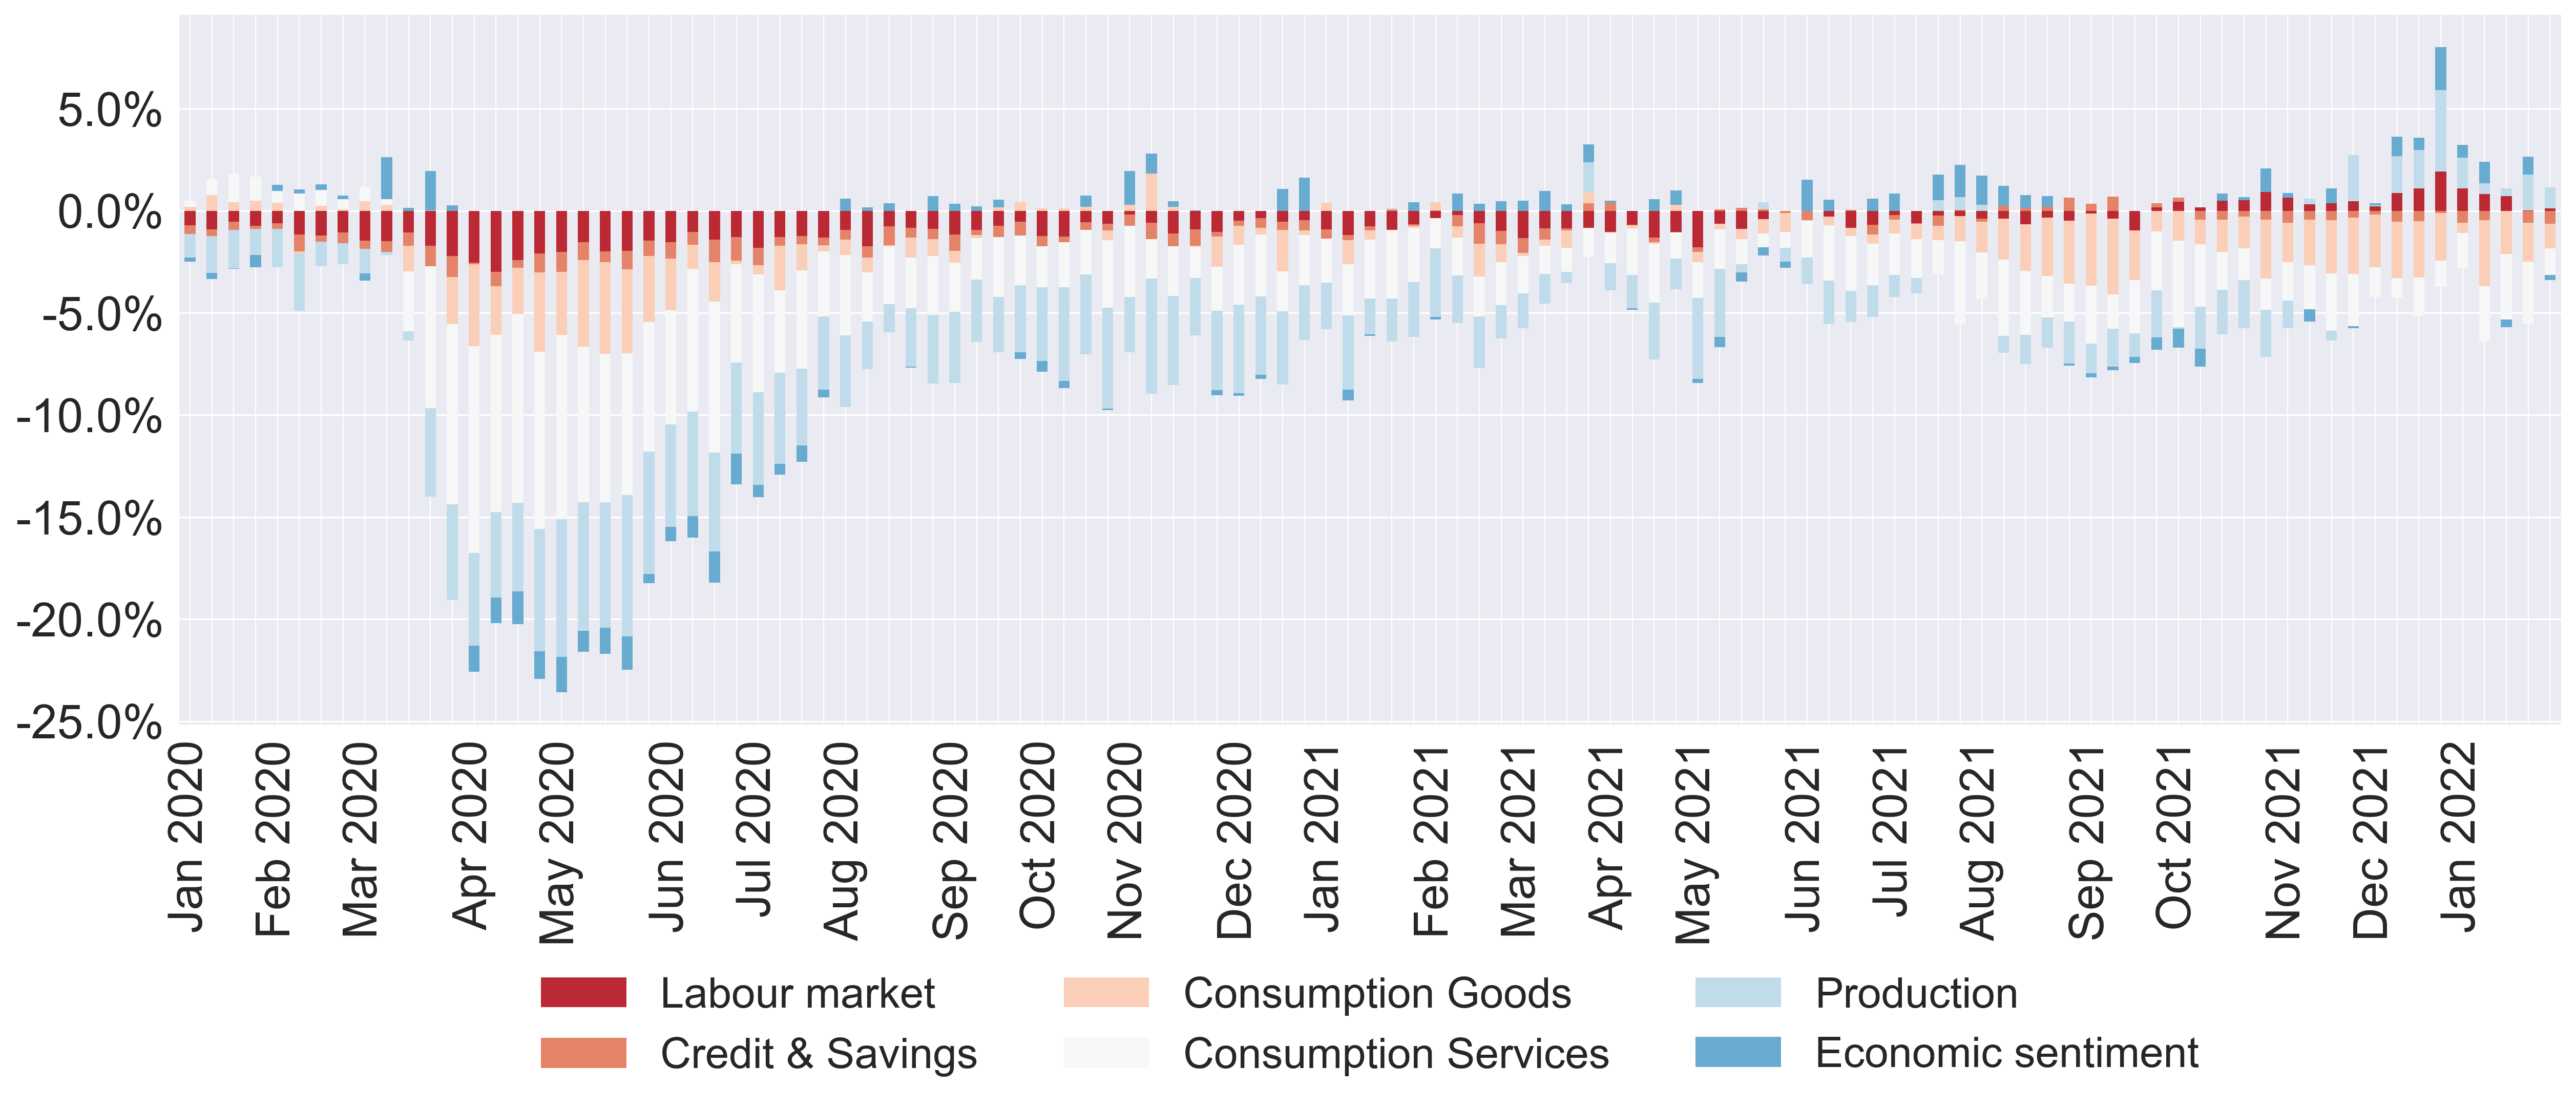 5.0%
0.0%
-5.0%
-10.0%
-15.0%
-20.0%
-25.0%
Jan 2020
Feb 2020
Mar 2020
Apr 2020
May 2020
Jun 2020
Jul 2020
Aug 2020
Sep 2020
Oct 2020
Nov 2020
Dec 2020
Jan 2021
Feb 2021
Mar 2021
Apr 2021
May 2021
Jun 2021
Jul 2021
Aug 2021
Sep 2021
Oct 2021
Nov 2021
Dec 2021
Jan 2022
Labour market
Consumption Goods
Production
Credit & Savings
Consumption Services
Economic sentiment